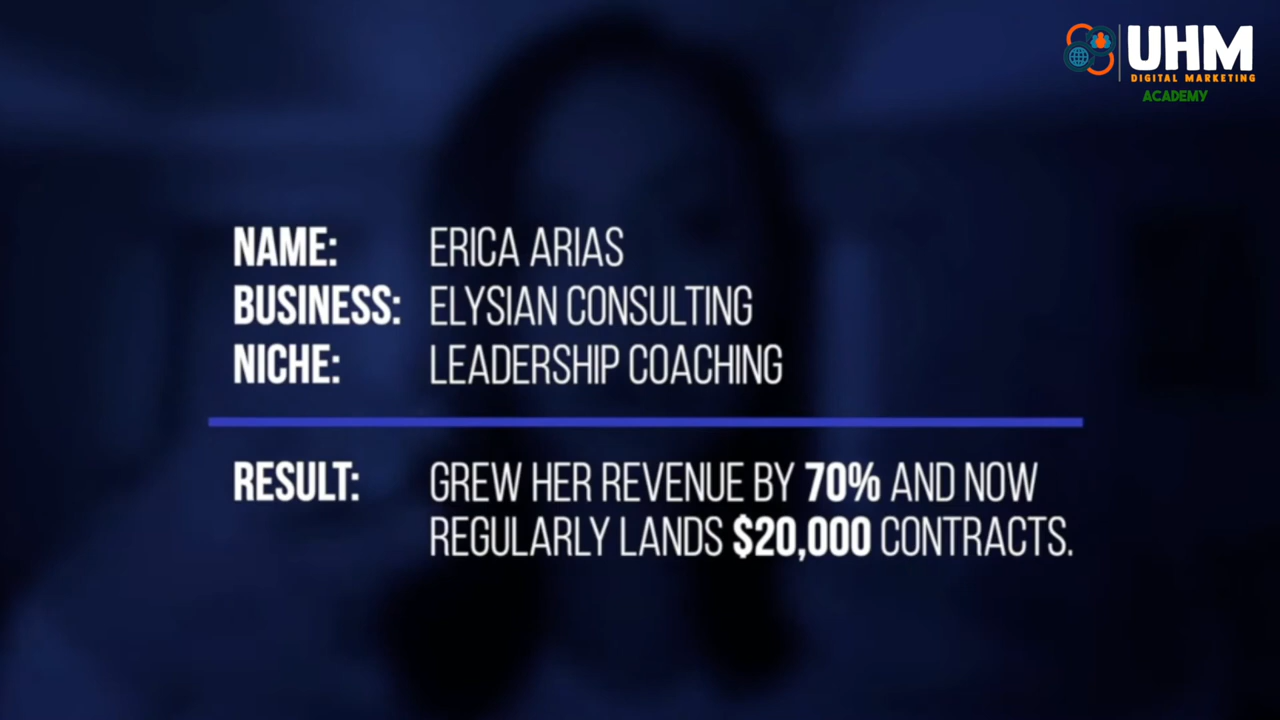 UHM
DIGITAL MARKETING
ACADEMY
NAME: ERICA ARIAS
BUSINESS: ELYSIAN CONSULTING
NICHE: LEADERSHIP COACHING
RESULT: GREW HER REVENUE BY 70% AND NOW
REGULARLY LANDS $20,000 CONTRACTS.